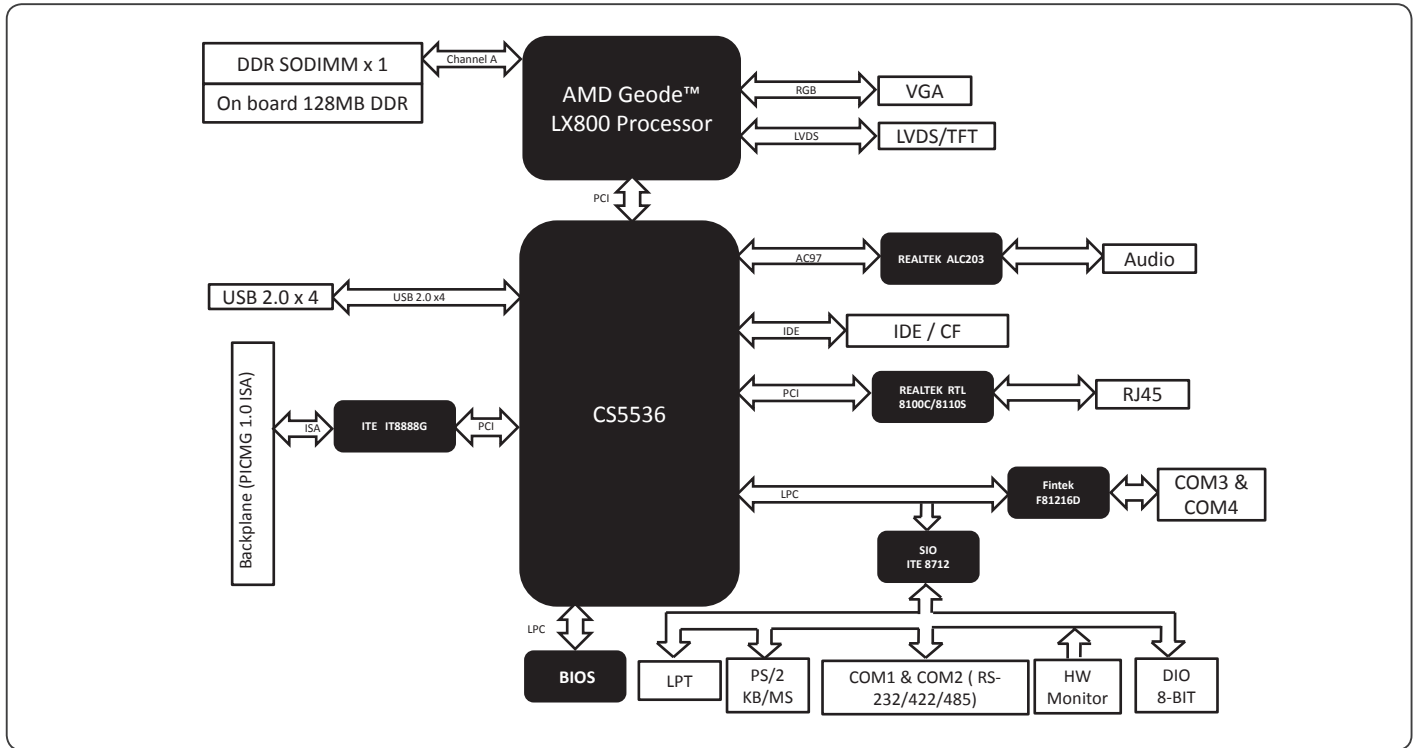 DDR SODIMM x 1
On board 128MB DDR
Channel A
AMD Geode™
LX800 Processor
RGB
VGA
LVDS
LVDS/TFT
PCI
CS5536
AC97
REALTEK ALC203
Audio
USB 2.0 x 4
USB 2.0 x4
IDE
IDE / CF
PCI
REALTEK RTL
8100C/8110S
RJ45
Backplane (PICMG 1.0 ISA)
ISA
ITE IT8888G
PCI
LPC
Fintek
F81216D
COM3 &
COM4
SIO
ITE 8712
LPC
BIOS
LPT
PS/2
KB/MS
COM1 & COM2 ( RS-
232/422/485)
HW
Monitor
DIO
8-BIT